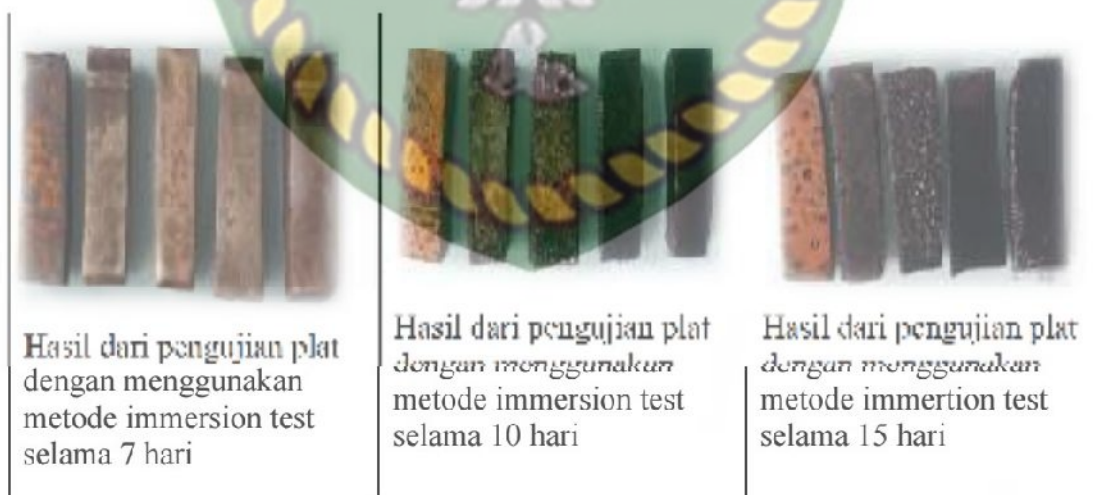 Hasil dari pengujian plat
dengan menggunakan
metode immersion test
selama 7 hari
Hasil dari pengujian plat
dengan menggunakan
metode immersion test
selama 10 hari
Hasil dari pengujian plat
dengan menggunakan
metode immertion test
selama 15 hari